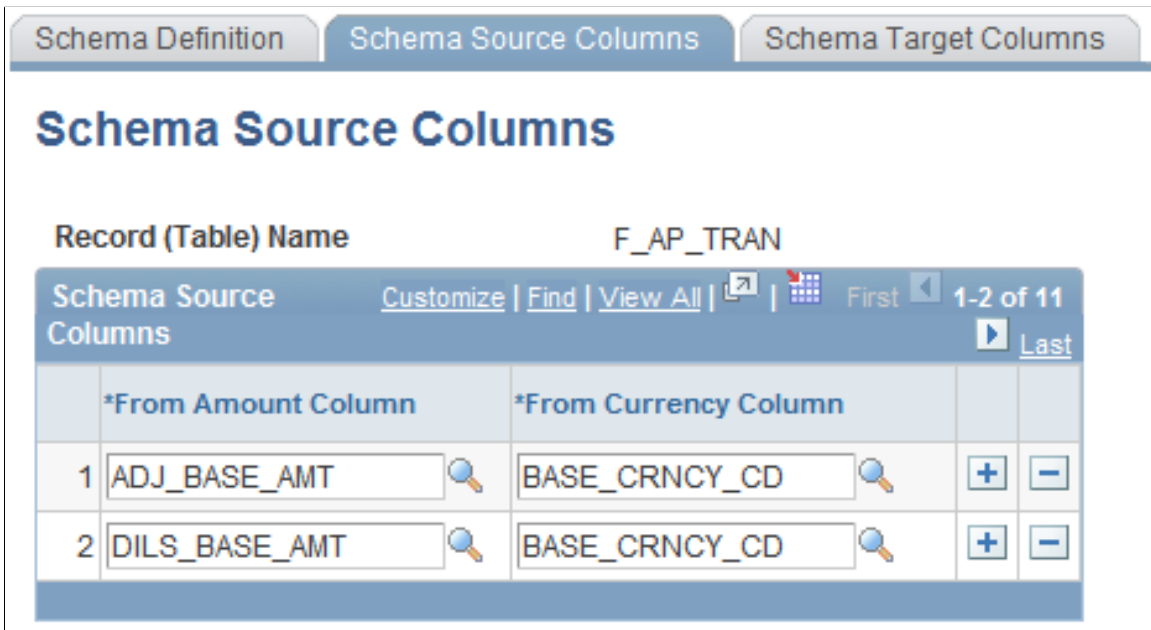 Schema Definition Schema Source Columns Schema Target Columns
Schema Source Columns
Record (Table) Name F_AP_TRAN
Schema Source Columns Customize | Find | View All | | First 1-2 of 11 Last
*From Amount Column *From Currency Column
1 ADJ_BASE_AMT BASE_CRNCY_CD + −
2 DILS_BASE_AMT BASE_CRNCY_CD + −